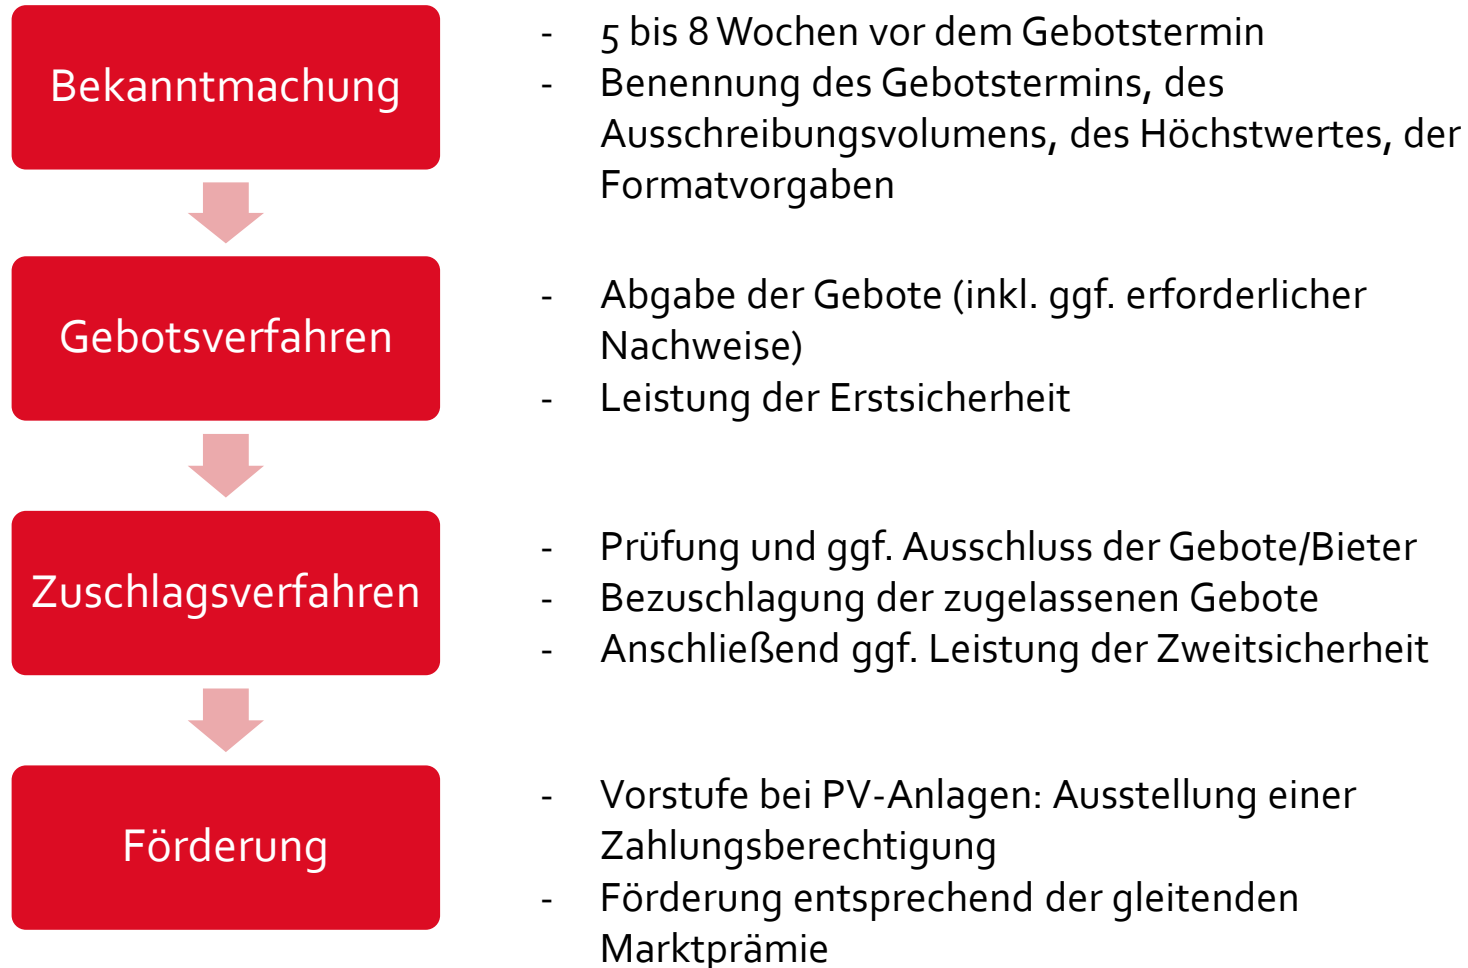 Bekanntmachung
- 5 bis 8 Wochen vor dem Gebotstermin
- Benennung des Gebotstermins, des
Ausschreibungsvolumens, des Höchstwertes, der
Formatvorgaben
Gebotsverfahren
- Abgabe der Gebote (inkl. ggf. erforderlicher
Nachweise)
- Leistung der Erstsicherheit
Zuschlagsverfahren
- Prüfung und ggf. Ausschluss der Gebote/Bieter
- Bezuschlagung der zugelassenen Gebote
- Anschließend ggf. Leistung der Zweitsicherheit
Förderung
- Vorstufe bei PV-Anlagen: Ausstellung einer
Zahlungsberechtigung
- Förderung entsprechend der gleitenden
Marktprämie